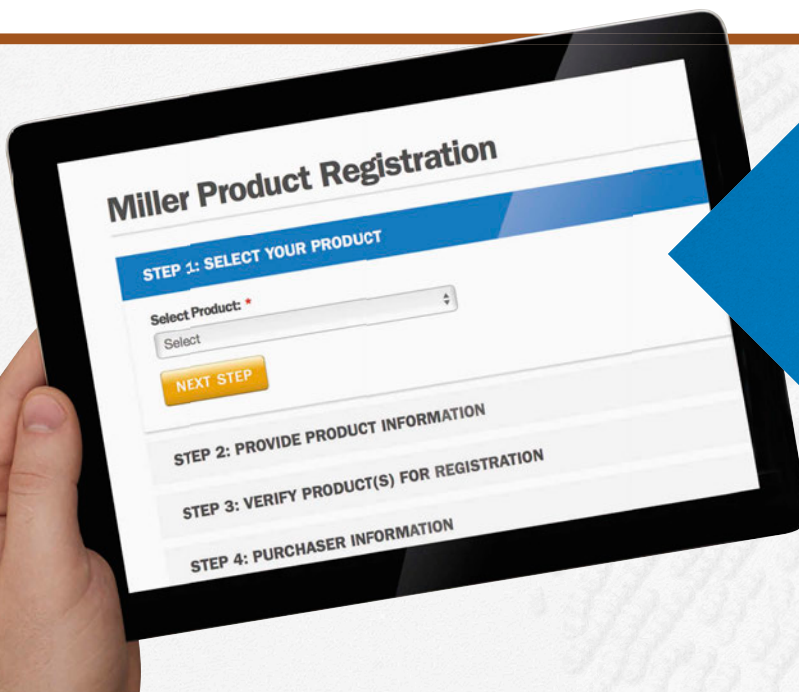 Miller Product Registration
STEP 1: SELECT YOUR PRODUCT
Select Product: *
Select
NEXT STEP
STEP 2: PROVIDE PRODUCT INFORMATION
STEP 3: VERIFY PRODUCT(S) FOR REGISTRATION
STEP 4: PURCHASER INFORMATION